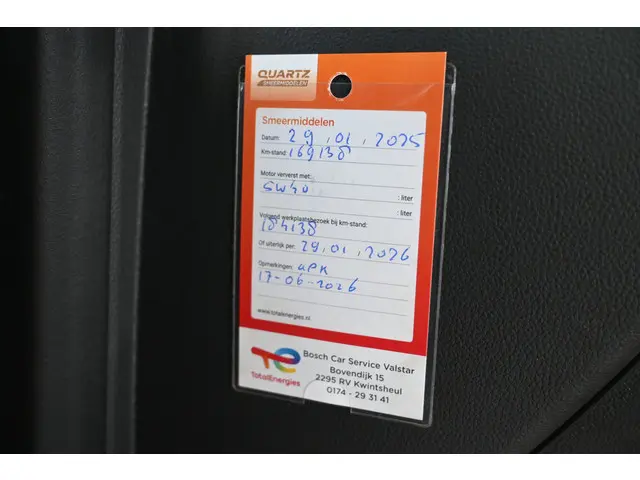 QUARTZ
SMEERMIDDELEN
Smeermiddelen
Datum: 29.01.2025
Km-stand: 169138
Motor ververst met:
5W40 : liter
: liter
Volgend werkplaatsbezoek bij km-stand:
184138
Of uiterlijk per: 29.01.2026
Opmerkingen: APK
17-06-2026
www.totalenergies.nl
TotalEnergies
Bosch Car Service Valstar
Bovendijk 15
2295 RV Kwintsheul
0174 - 29 31 41